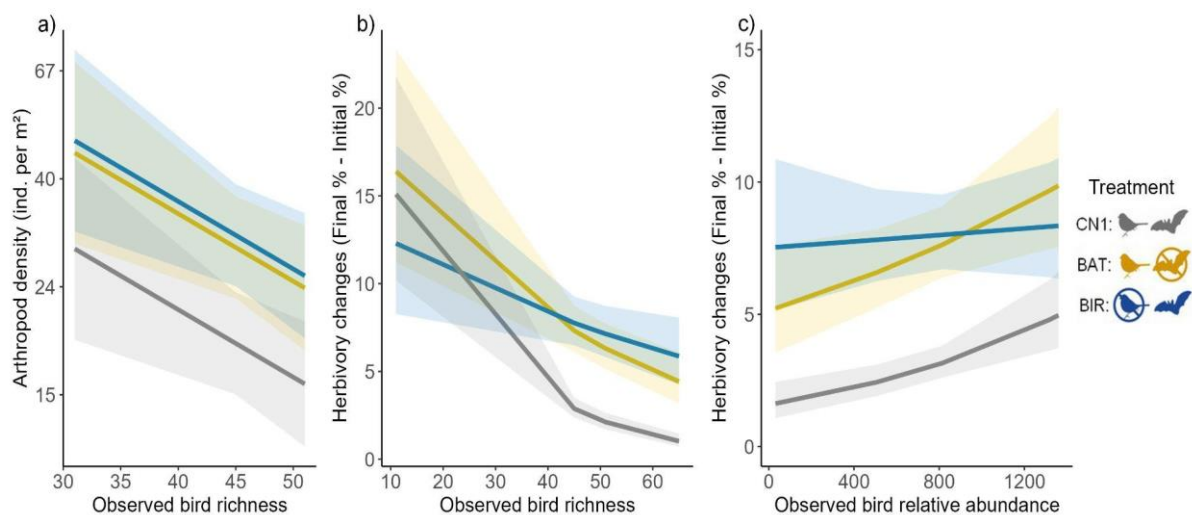 a)
Arthropod density (ind. per m²)
67
40
24
15
30 35 40 45 50
Observed bird richness
b)
Herbivory changes (Final % - Initial %)
20
15
10
5
0
10 20 30 40 50 60
Observed bird richness
c)
Herbivory changes (Final % - Initial %)
15
10
5
0
0 400 800 1200
Observed bird relative abundance
Treatment
CN1:
BAT:
BIR: